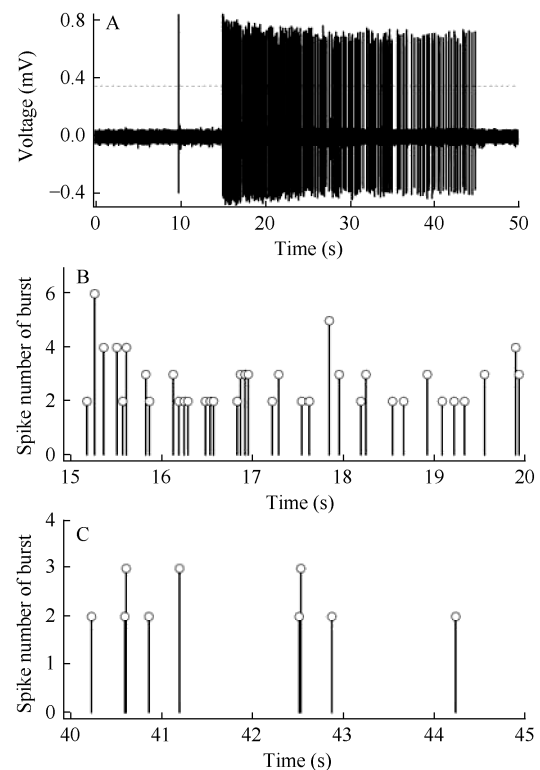 A
Voltage (mV)
0.8
0.4
0.0
−0.4
0 10 20 30 40 50
Time (s)
B
Spike number of burst
6
4
2
0
15 16 17 18 19 20
Time (s)
C
Spike number of burst
4
3
2
1
0
40 41 42 43 44 45
Time (s)